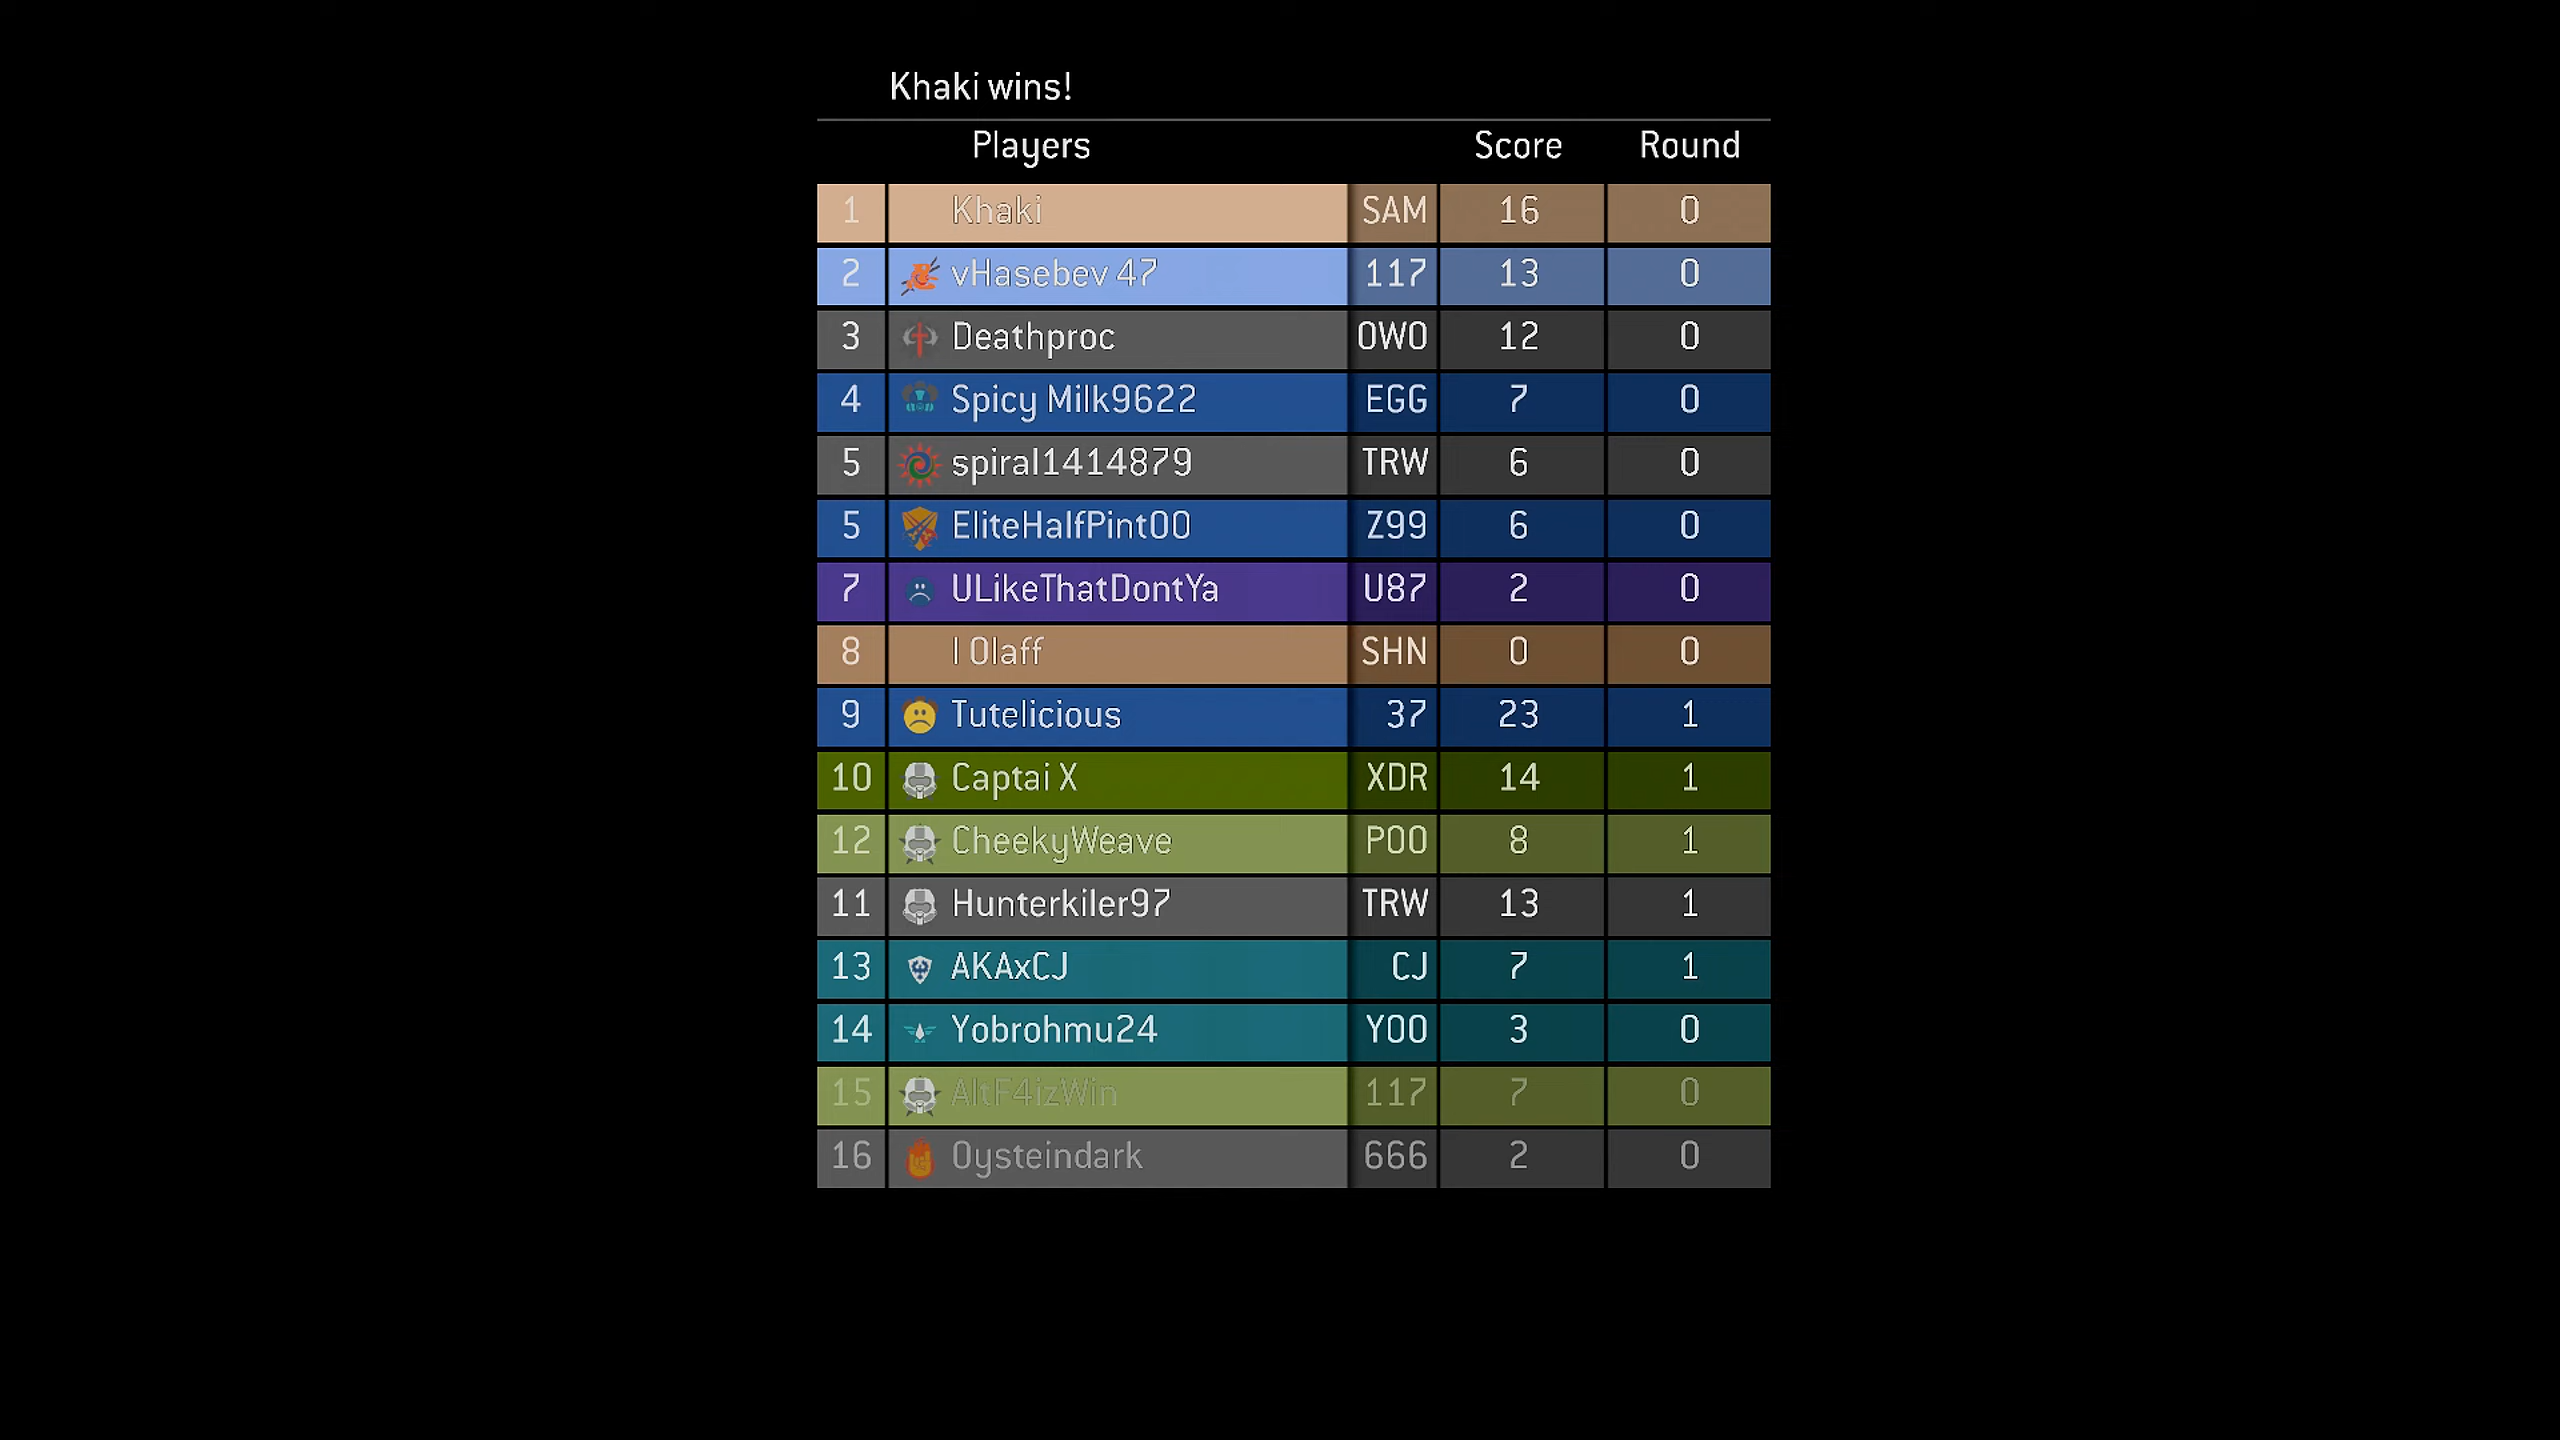 Khaki wins!
Players Score Round
1 Khaki SAM 16 0
2 vHasebev 47 117 13 0
3 Deathproc OWO 12 0
4 Spicy Milk9622 EGG 7 0
5 spiral1414879 TRW 6 0
5 EliteHalfPint00 Z99 6 0
7 ULikeThatDontYa U87 2 0
8 I Olaff SHN 0 0
9 Tutelicious 37 23 1
10 Captai X XDR 14 1
12 CheekyWeave POO 8 1
11 Hunterkiler97 TRW 13 1
13 AKAxCJ CJ 7 1
14 Yobrohmu24 YOO 3 0
15 AltF4izWin 117 7 0
16 Oysteindark 666 2 0